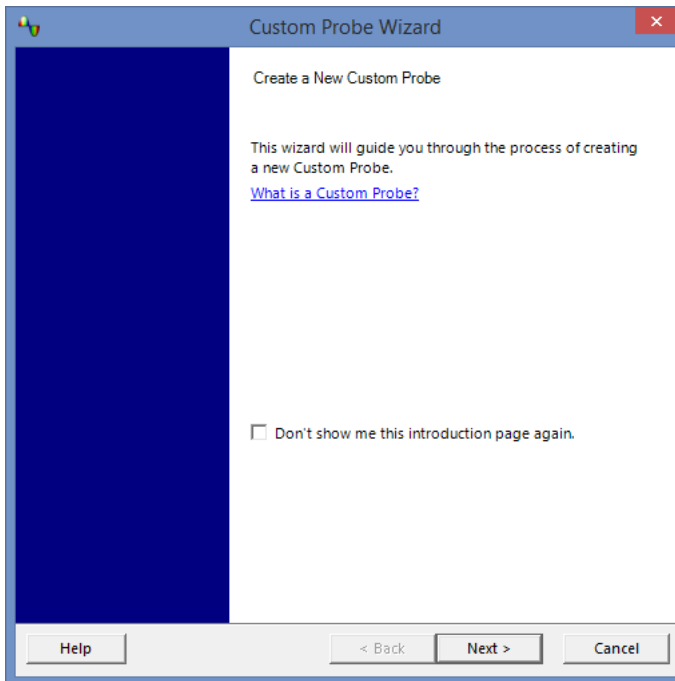 Custom Probe Wizard
Create a New Custom Probe
This wizard will guide you through the process of creating
a new Custom Probe.
What is a Custom Probe?
Don't show me this introduction page again.
Help
< Back
Next >
Cancel